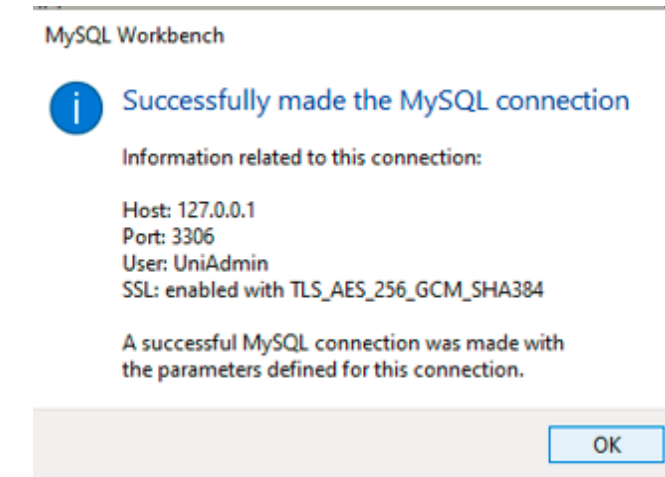 MySQL Workbench
Successfully made the MySQL connection
Information related to this connection:
Host: 127.0.0.1
Port: 3306
User: UniAdmin
SSL: enabled with TLS_AES_256_GCM_SHA384
A successful MySQL connection was made with
the parameters defined for this connection.
OK